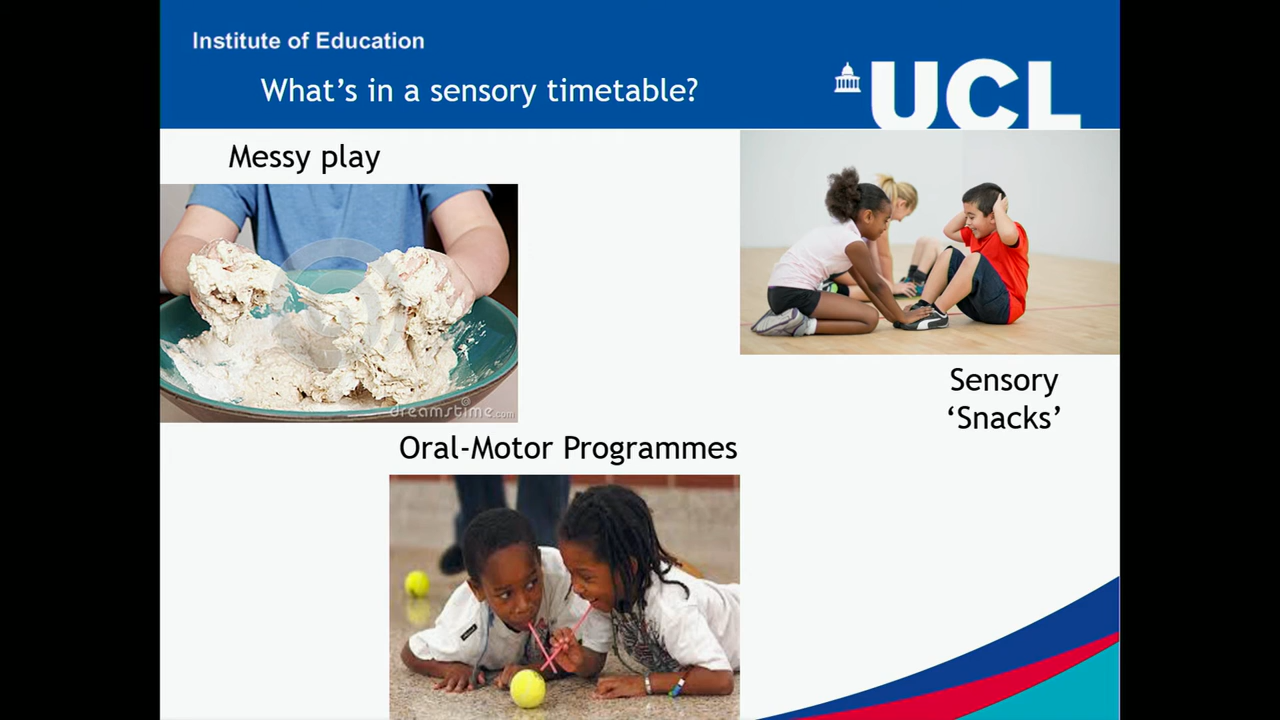 Institute of Education
What's in a sensory timetable?
UCL
Messy play
dreamstime.com
Sensory
‘Snacks’
Oral-Motor Programmes